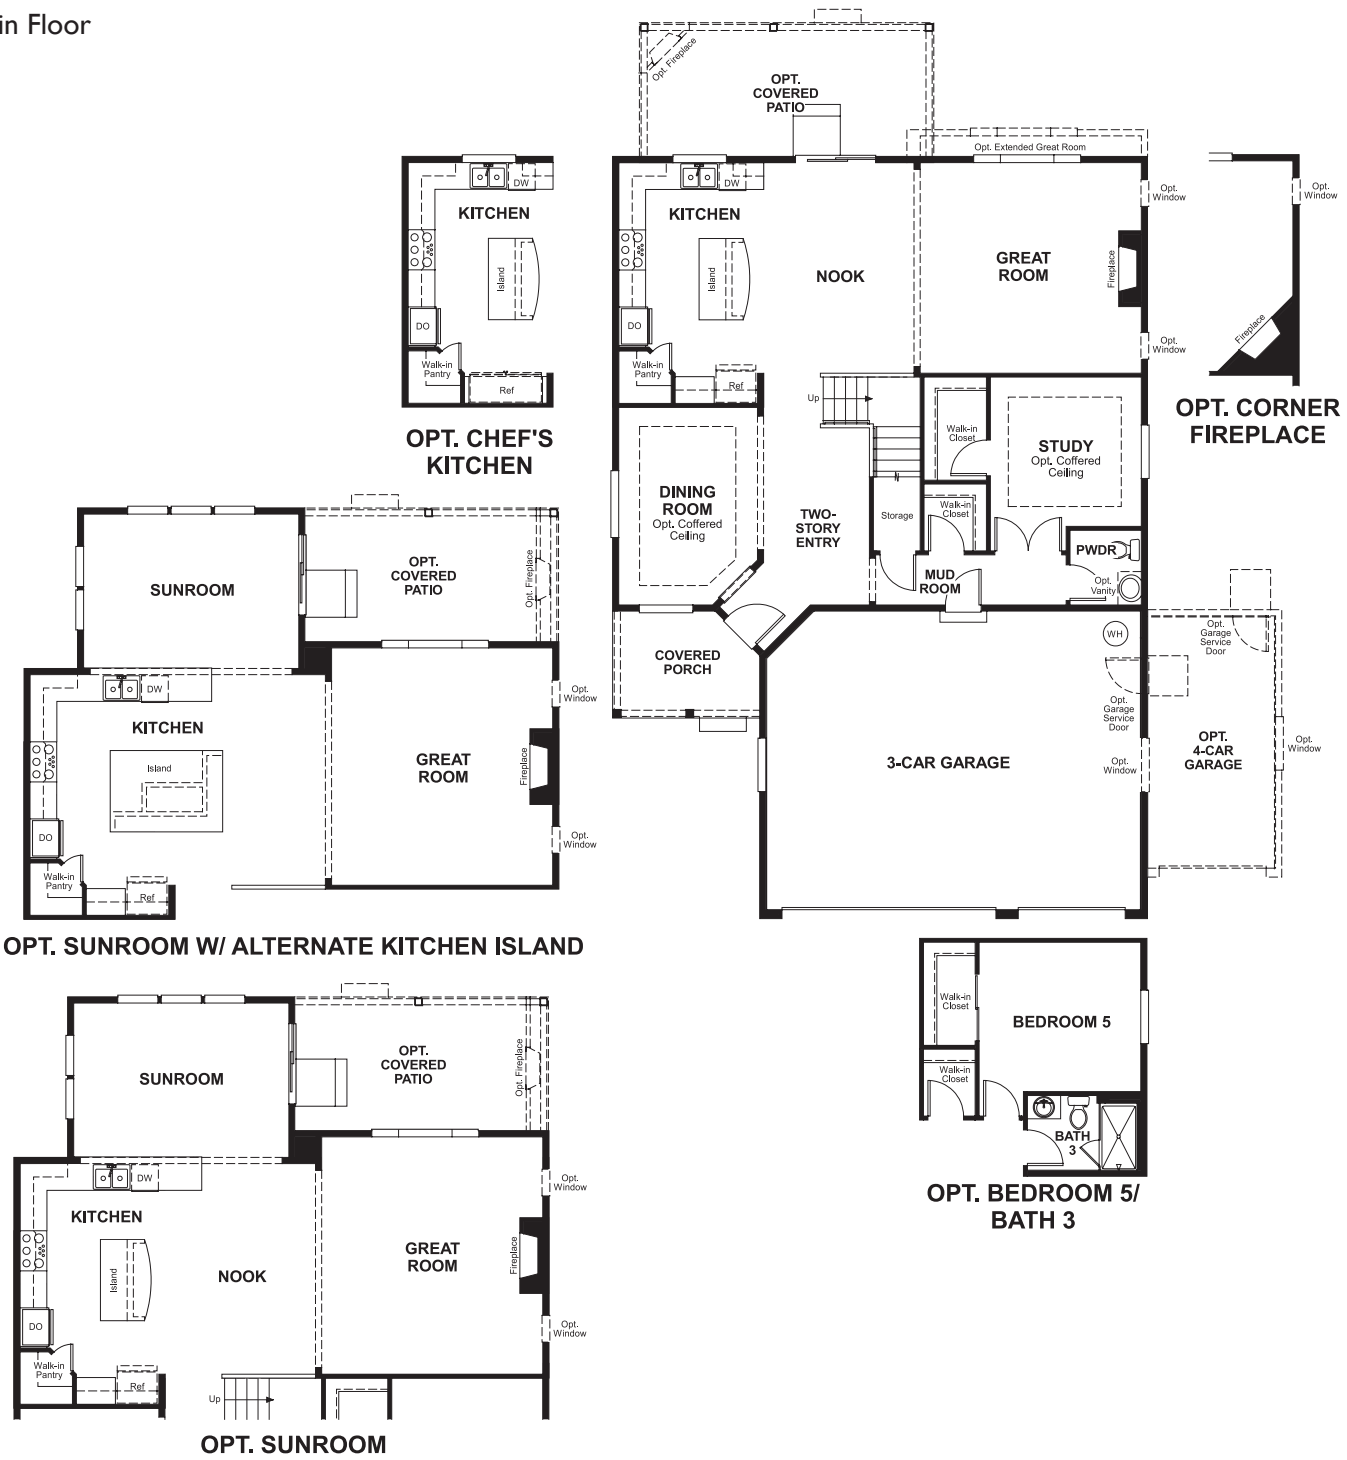 in Floor
Opt. Fireplace
OPT.
COVERED
PATIO
Opt. Extended Great Room
DW
KITCHEN
Island
DO
Walk-in
Pantry
Ref
OPT. CHEF'S
KITCHEN
DW
KITCHEN
Island
NOOK
DO
Walk-in
Pantry
Ref
GREAT
ROOM
Fireplace
Opt.
Window
Opt.
Window
Opt.
Window
Fireplace
OPT. CORNER
FIREPLACE
Up
Walk-in
Closet
STUDY
Opt. Coffered
Ceiling
DINING
ROOM
Opt. Coffered
Ceiling
TWO-
STORY
ENTRY
Storage
Walk-in
Closet
MUD
ROOM
PWDR
Opt.
Vanity
COVERED
PORCH
WH
Opt.
Garage
Service
Door
Opt.
Garage
Service
Door
3-CAR GARAGE
Opt.
Window
OPT.
4-CAR
GARAGE
Opt.
Window
SUNROOM
OPT.
COVERED
PATIO
Opt. Fireplace
DW
KITCHEN
Island
DO
Walk-in
Pantry
Ref
GREAT
ROOM
Fireplace
Opt.
Window
Opt.
Window
OPT. SUNROOM W/ ALTERNATE KITCHEN ISLAND
SUNROOM
OPT.
COVERED
PATIO
Opt. Fireplace
DW
KITCHEN
Island
NOOK
DO
Walk-in
Pantry
Ref
Up
GREAT
ROOM
Fireplace
Opt.
Window
Opt.
Window
OPT. SUNROOM
Walk-in
Closet
BEDROOM 5
Walk-in
Closet
BATH
3
OPT. BEDROOM 5/
BATH 3